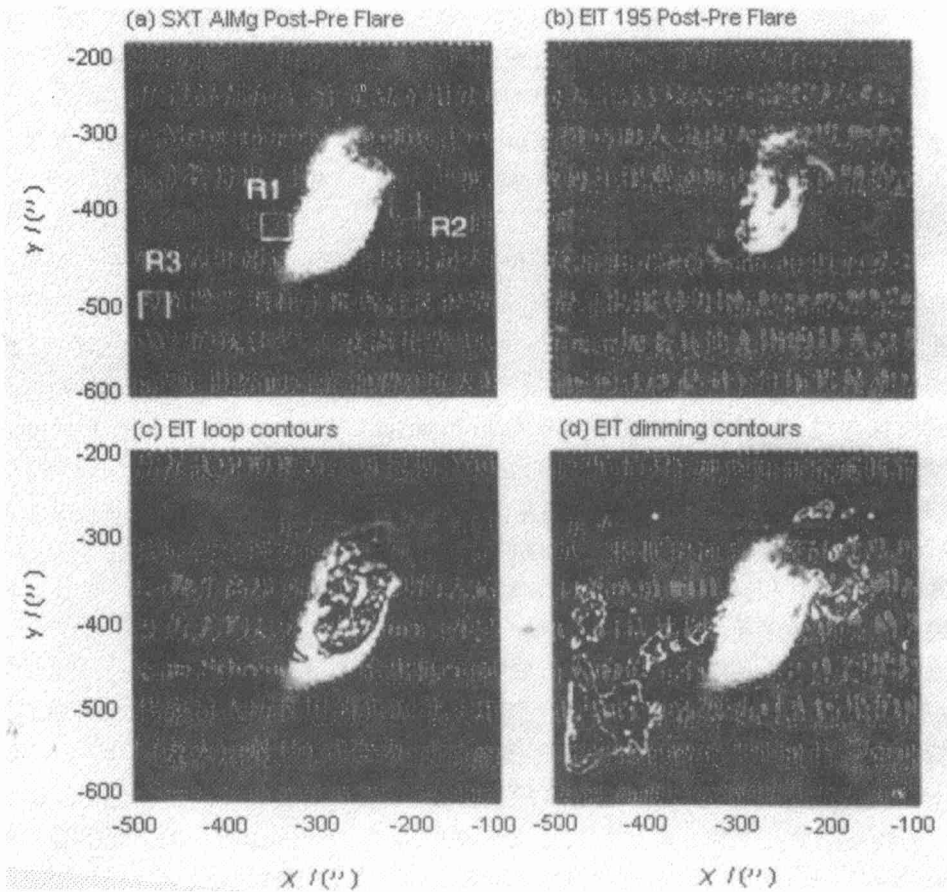 (a) SXT AlMg Post-Pre Flare
(b) EIT 195 Post-Pre Flare
-200
-300
-400
-500
-600
y / (")
R1
R2
R3
(c) EIT loop contours
(d) EIT dimming contours
-200
-300
-400
-500
-600
y / (")
-500 -400 -300 -200 -100
-500 -400 -300 -200 -100
x / (")
x / (")